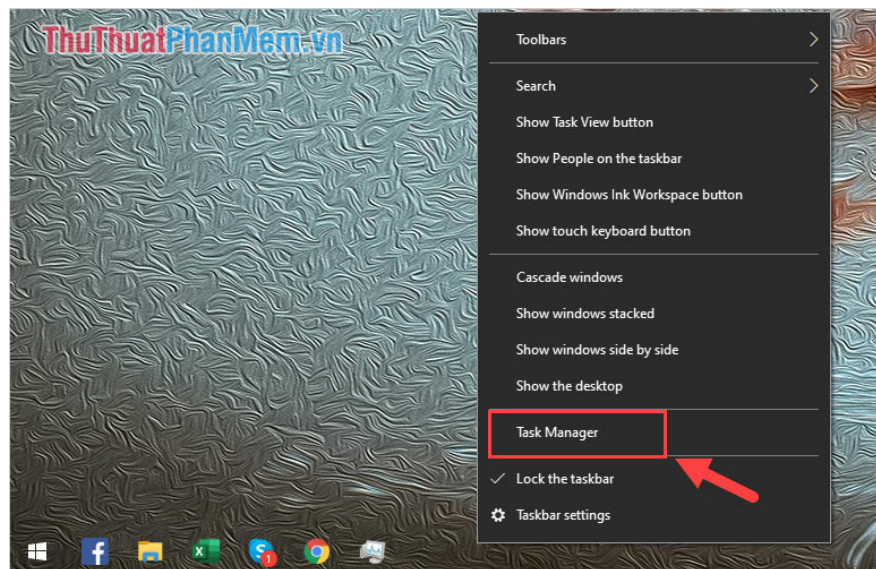 ThuThuatPhanMem.vn
Toolbars
Search
Show Task View button
Show People on the taskbar
Show Windows Ink Workspace button
Show touch keyboard button
Cascade windows
Show windows stacked
Show windows side by side
Show the desktop
Task Manager
Lock the taskbar
Taskbar settings
f
X
S
1